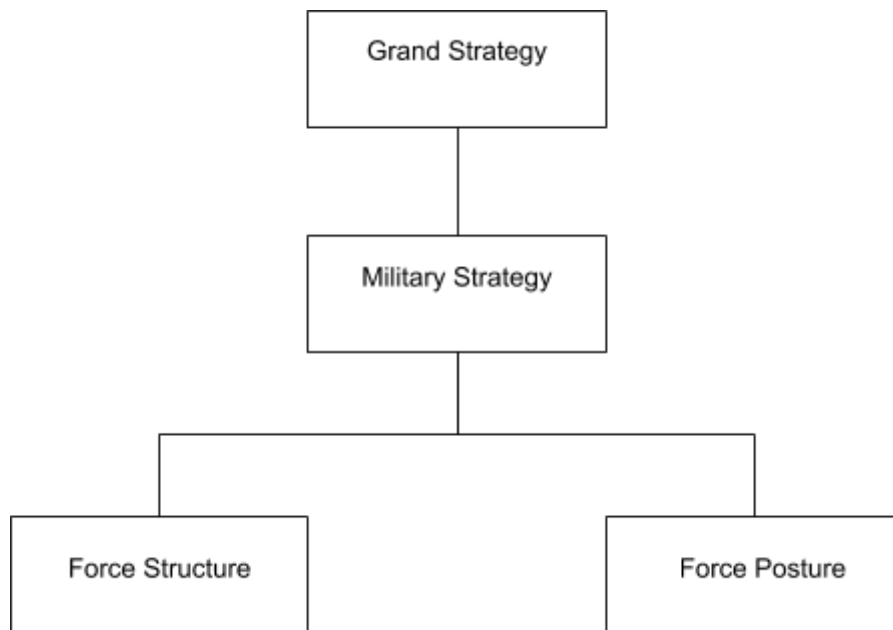 Grand Strategy
Military Strategy
Force Structure
Force Posture